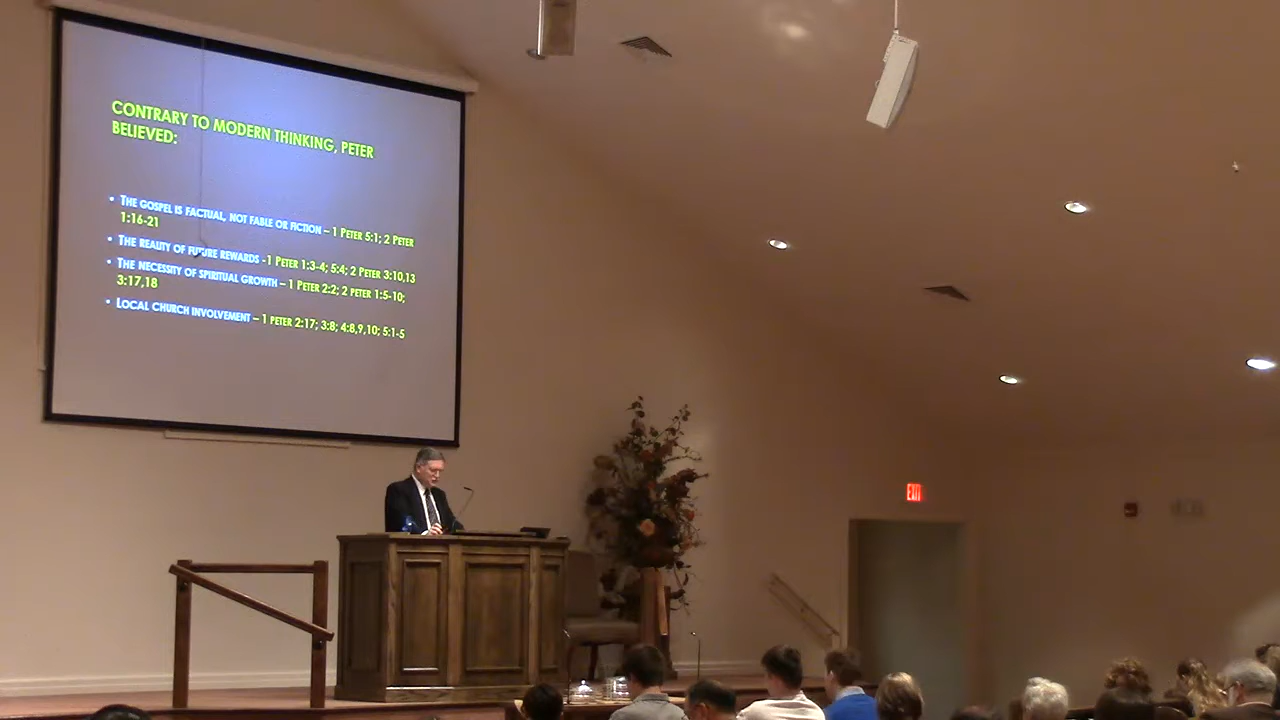 CONTRARY TO MODERN THINKING, PETER
BELIEVED:
• THE GOSPEL IS FACTUAL, NOT FABLE OR FICTION – 1 PETER 5:1; 2 PETER
1:16-21
• THE REALITY OF FUTURE REWARDS -1 PETER 1:3-4; 5:4; 2 PETER 3:10,13
• THE NECESSITY OF SPIRITUAL GROWTH – 1 PETER 2:2; 2 PETER 1:5-10;
3:17,18
• LOCAL CHURCH INVOLVEMENT – 1 PETER 2:17; 3:8; 4:8,9,10; 5:1-5
EXIT